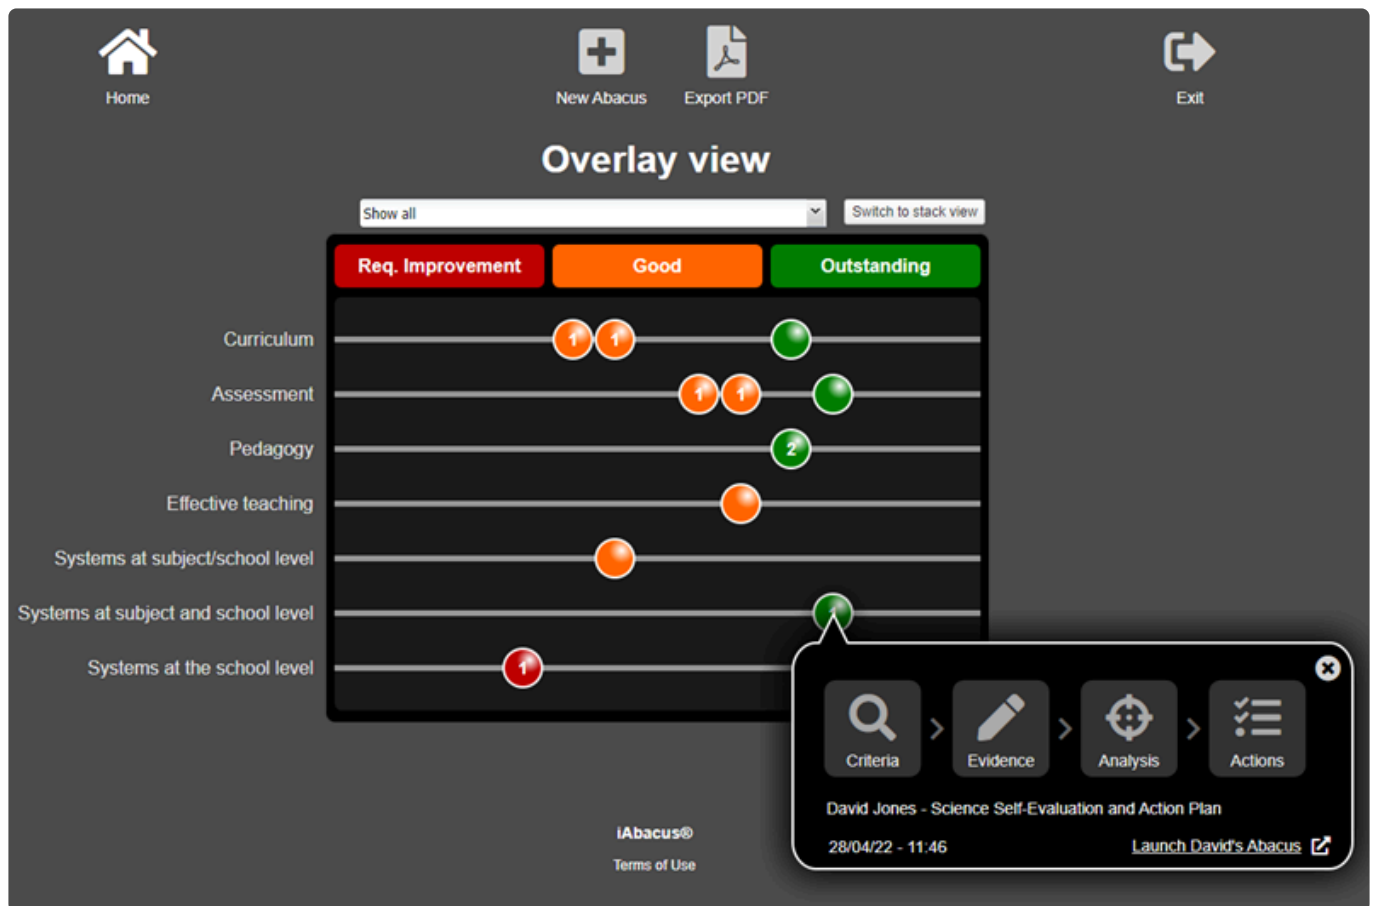 Home
New Abacus
Export PDF
Exit
Overlay view
Show all
Switch to stack view
Req. Improvement
Good
Outstanding
Curriculum
1
1
Assessment
1
1
Pedagogy
2
Effective teaching
Systems at subject/school level
Systems at subject and school level
Systems at the school level
1
Criteria
Evidence
Analysis
Actions
David Jones - Science Self-Evaluation and Action Plan
28/04/22 - 11:46
Launch David's Abacus
iAbacus®
Terms of Use